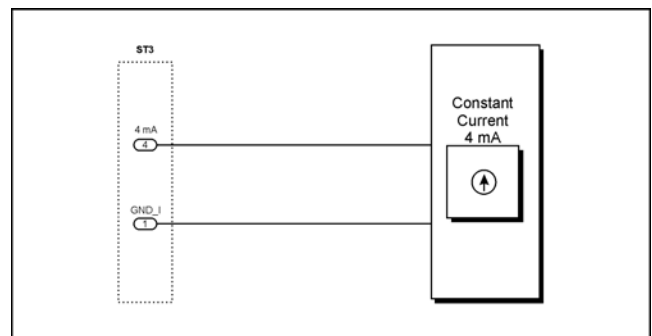 ST3
Constant
Current
4 mA
4 mA
4
GND_I
1